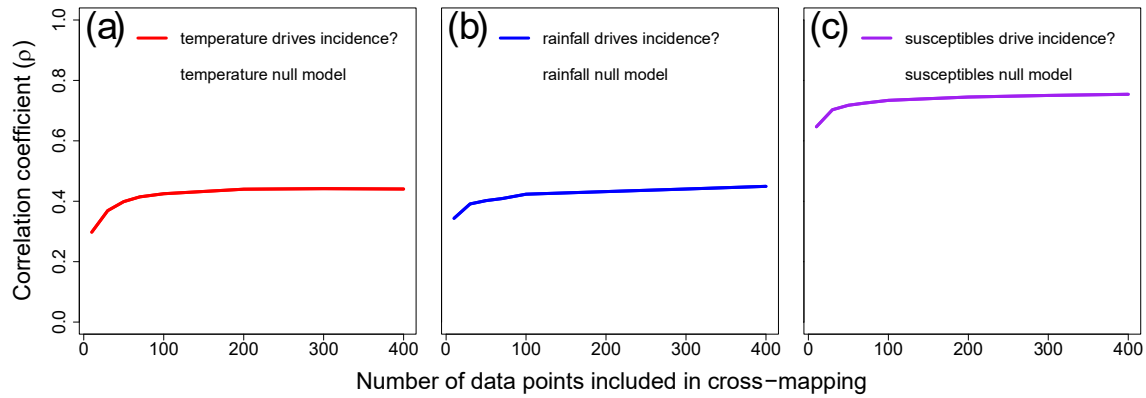 (a)
temperature drives incidence?
temperature null model
(b)
rainfall drives incidence?
rainfall null model
(c)
susceptibles drive incidence?
susceptibles null model
Correlation coefficient (ρ)
1.0
0.8
0.6
0.4
0.2
0.0
0 100 200 300 400
0 100 200 300 400
0 100 200 300 400
Number of data points included in cross−mapping